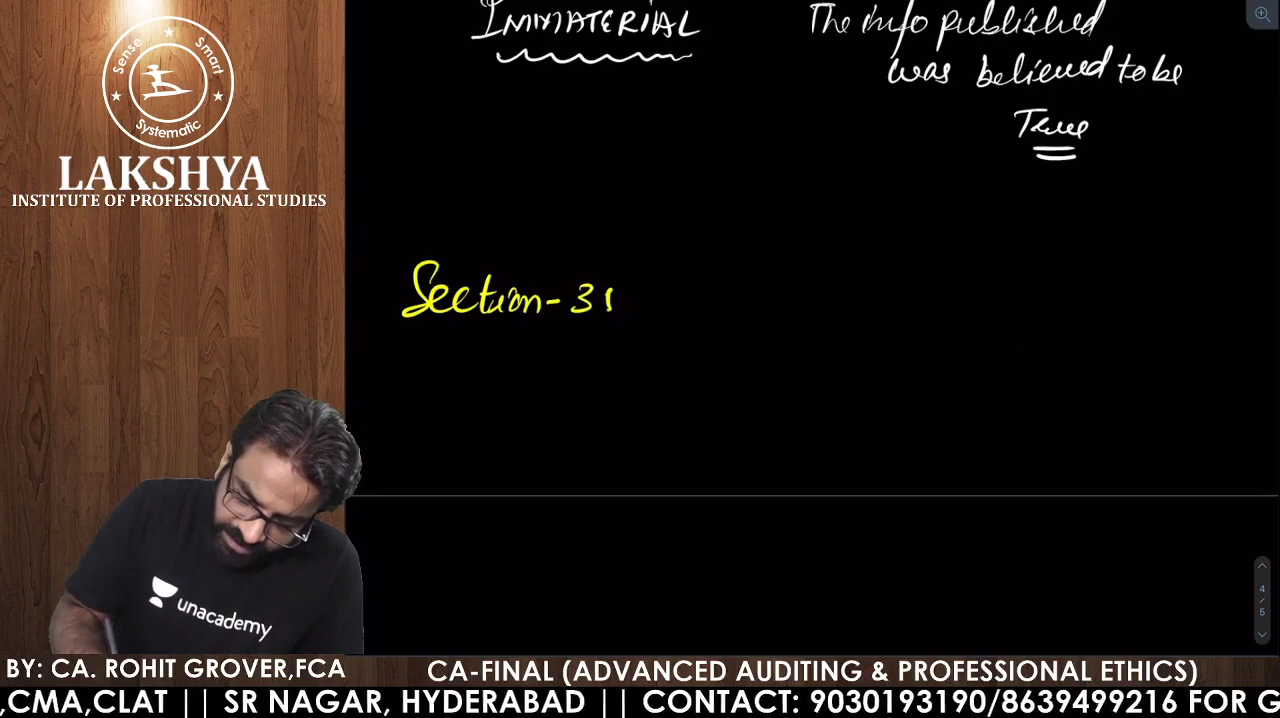 IMMATERIAL
The info published
was believed to be
True
Sense
Smart
Systematic
LAKSHYA
INSTITUTE OF PROFESSIONAL STUDIES
Section-31
unacademy
4
/
5
BY: CA. ROHIT GROVER,FCA
CA-FINAL (ADVANCED AUDITING & PROFESSIONAL ETHICS)
,CMA,CLAT || SR NAGAR, HYDERABAD || CONTACT: 9030193190/8639499216 FOR G